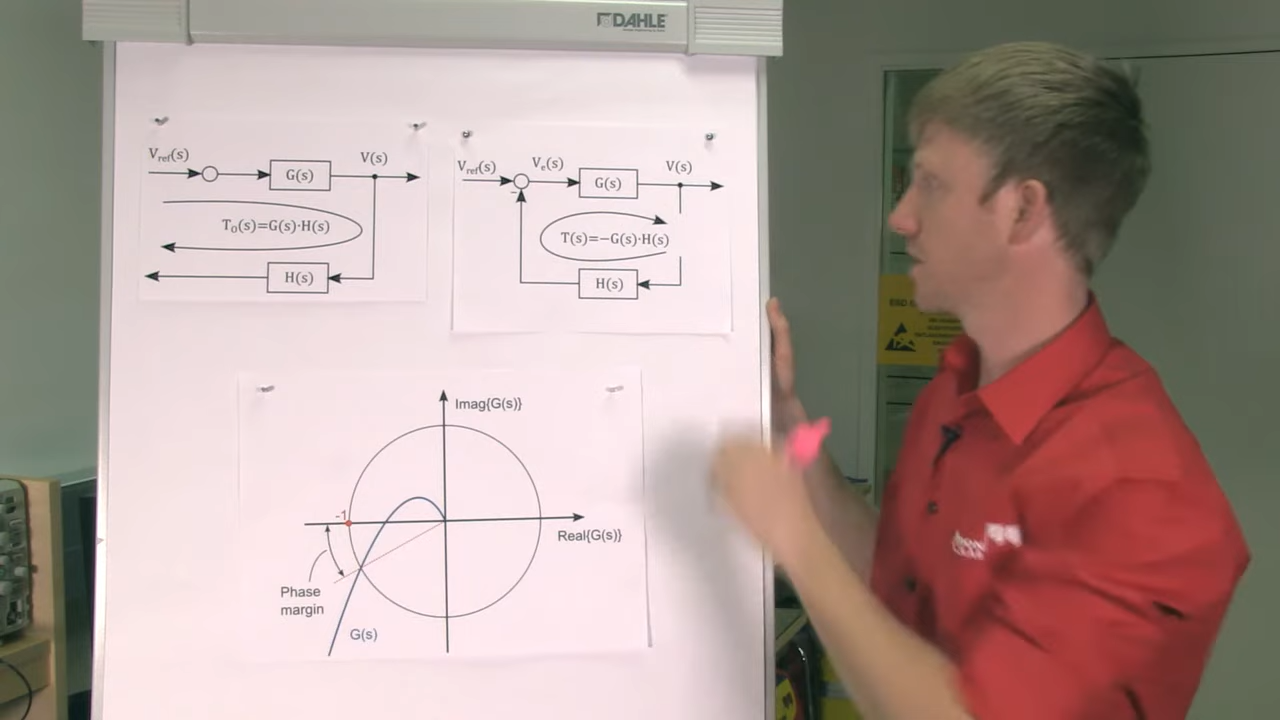 DAHLE
Vref(s)
G(s)
V(s)
T0(s)=G(s)·H(s)
H(s)
Vref(s)
Ve(s)
G(s)
V(s)
-
T(s)=−G(s)·H(s)
H(s)
Imag{G(s)}
-1
Real{G(s)}
Phase
margin
G(s)